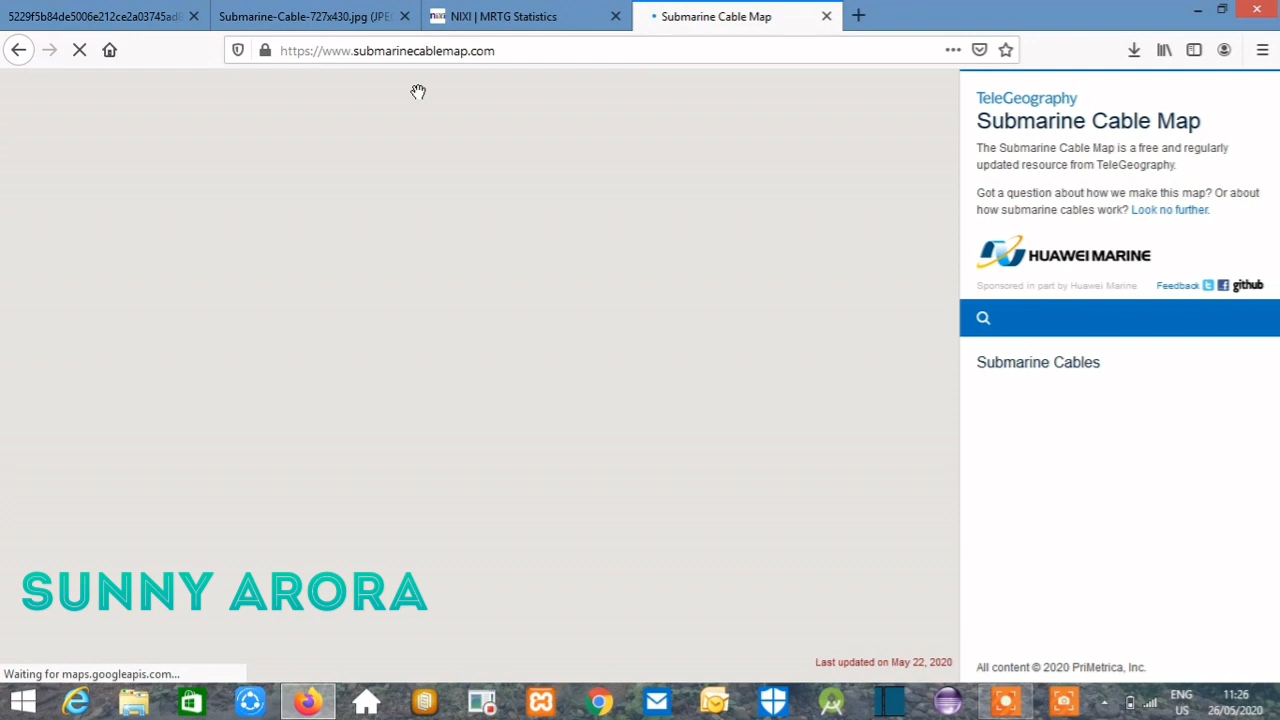 5229f5b84de5006e212ce2a03745ad8
Submarine-Cable-727x430.jpg (JPE
nixi
NIXI | MRTG Statistics
Submarine Cable Map
https://www.submarinecablemap.com
TeleGeography
Submarine Cable Map
The Submarine Cable Map is a free and regularly
updated resource from TeleGeography.
Got a question about how we make this map? Or about
how submarine cables work? Look no further.
HUAWEI MARINE
Sponsored in part by Huawei Marine
Feedback
github
Submarine Cables
SUNNY ARORA
Last updated on May 22, 2020
All content © 2020 PriMetrica, Inc.
Waiting for maps.googleapis.com...
ENG
US
11:26
26/05/2020